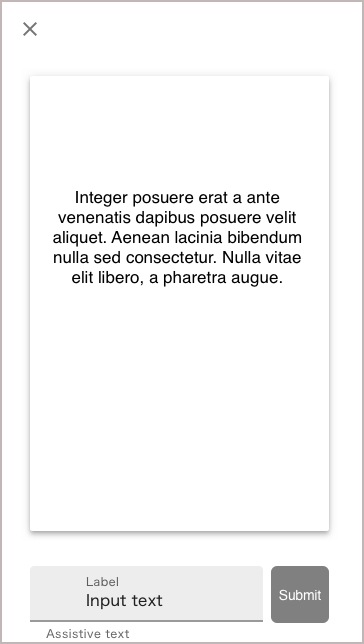 Integer posuere erat a ante
venenatis dapibus posuere velit
aliquet. Aenean lacinia bibendum
nulla sed consectetur. Nulla vitae
elit libero, a pharetra augue.
Label
Input text
Submit
Assistive text